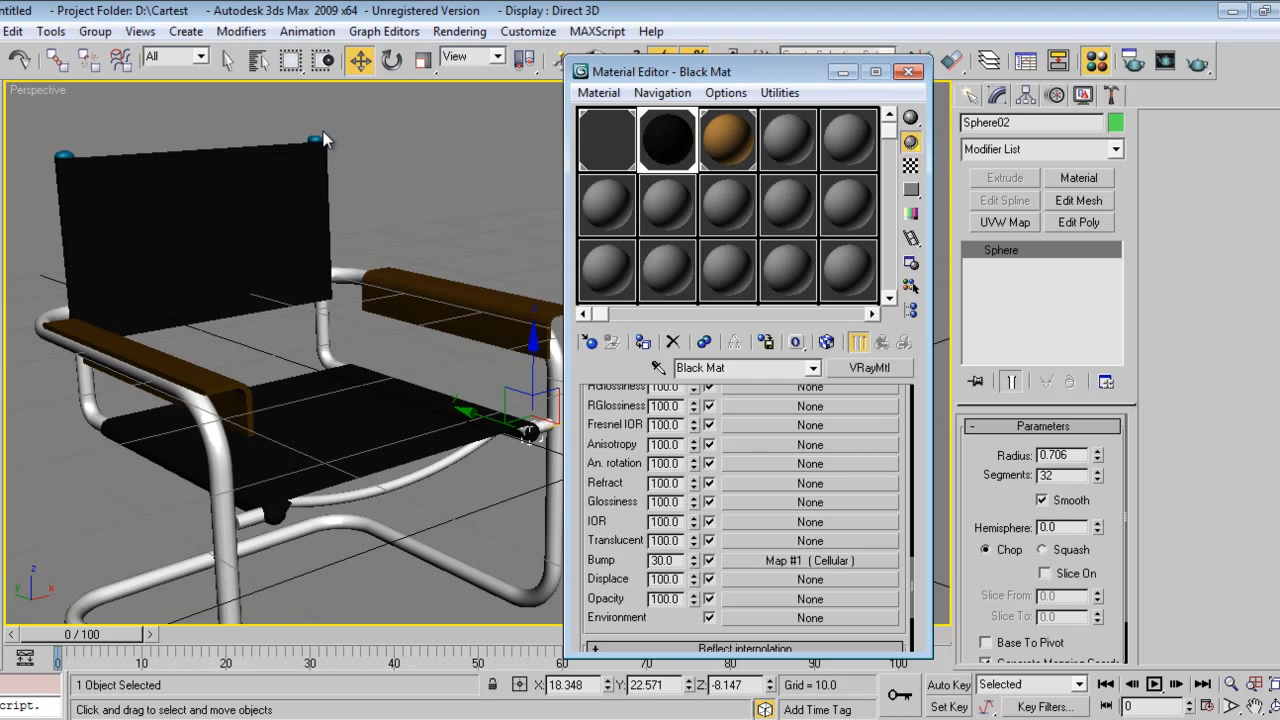 ntitled - Project Folder: D:\Cartest - Autodesk 3ds Max 2009 x64 - Unregistered Version - Display : Direct 3D
Edit Tools Group Views Create Modifiers Animation Graph Editors Rendering Customize MAXScript Help
All View
Perspective
Material Editor - Black Mat
Material Navigation Options Utilities
Black Mat VRayMtl
HGlossiness 100.0 None
RGlossiness 100.0 None
Fresnel IOR 100.0 None
Anisotropy 100.0 None
An. rotation 100.0 None
Refract 100.0 None
Glossiness 100.0 None
IOR 100.0 None
Translucent 100.0 None
Bump 30.0 Map #1 ( Cellular )
Displace 100.0 None
Opacity 100.0 None
Environment None
+ Reflect interpolation
Sphere02
Modifier List
Extrude Material
Edit Spline Edit Mesh
UVW Map Edit Poly
Sphere
- Parameters
Radius: 0.706
Segments: 32
Smooth
Hemisphere: 0.0
Chop Squash
Slice On
Slice From: 0.0
Slice To: 0.0
Base To Pivot
Generate Mapping Coords
z
y x
< 0 / 100 >
0 10 20 30 40 50 60 70 80 90 100
1 Object Selected X: 18.348 Y: 22.571 Z: -8.147 Grid = 10.0 Auto Key Selected
cript. Click and drag to select and move objects Add Time Tag Set Key Key Filters... 0